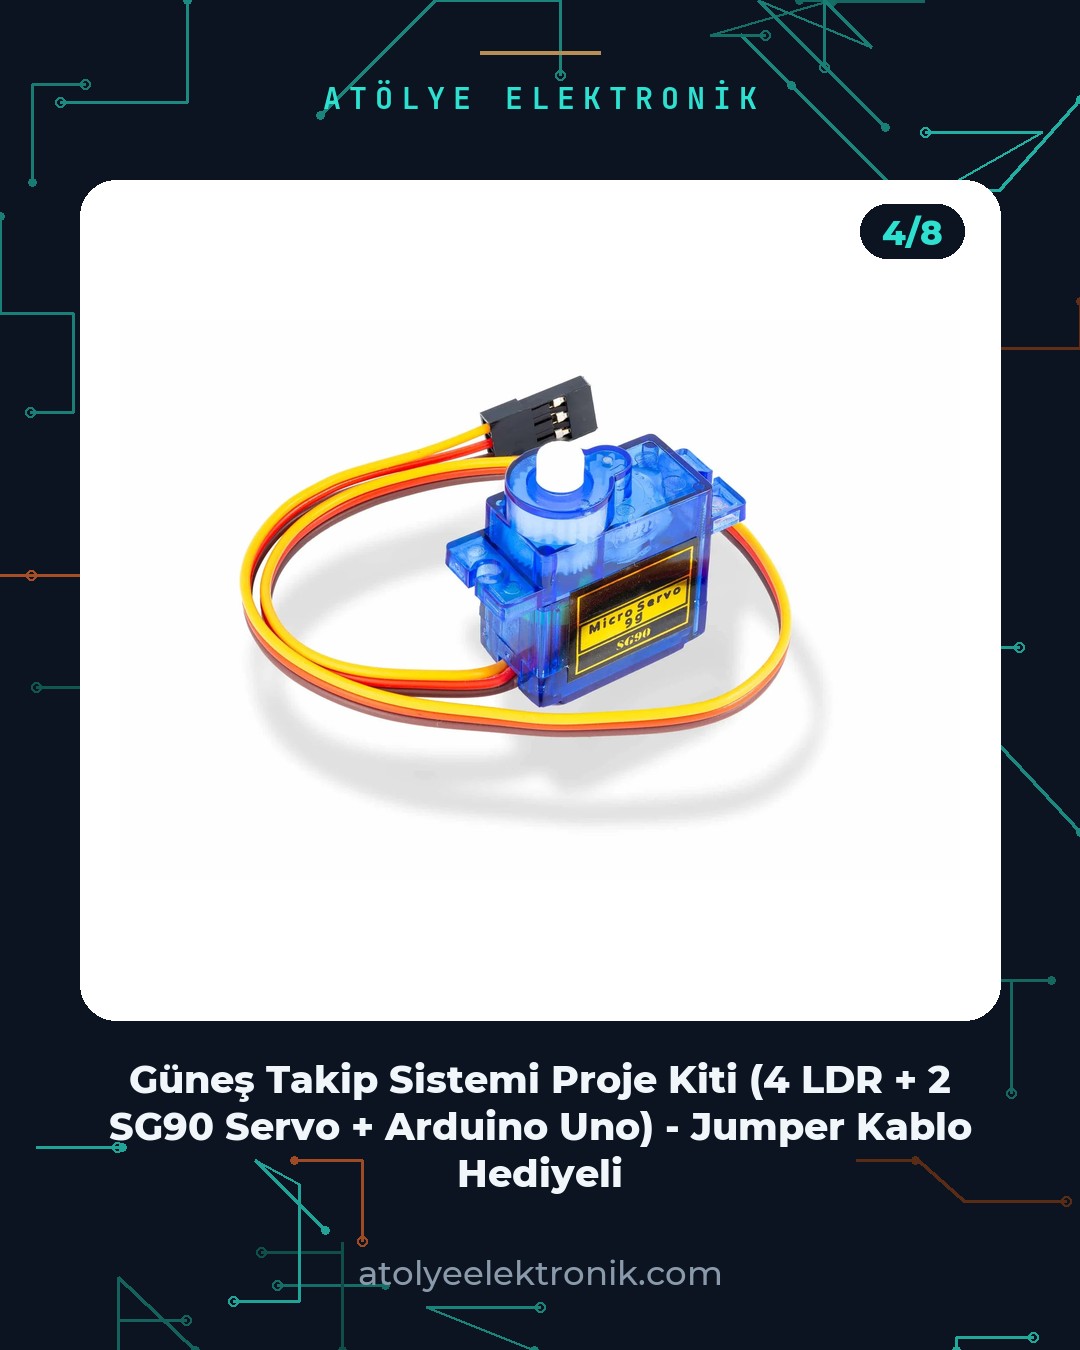 ATÖLYE ELEKTRONİK
4/8
Micro Servo
9g
SG90
Güneş Takip Sistemi Proje Kiti (4 LDR + 2
SG90 Servo + Arduino Uno) - Jumper Kablo
Hediyeli
atolyeelektronik.com